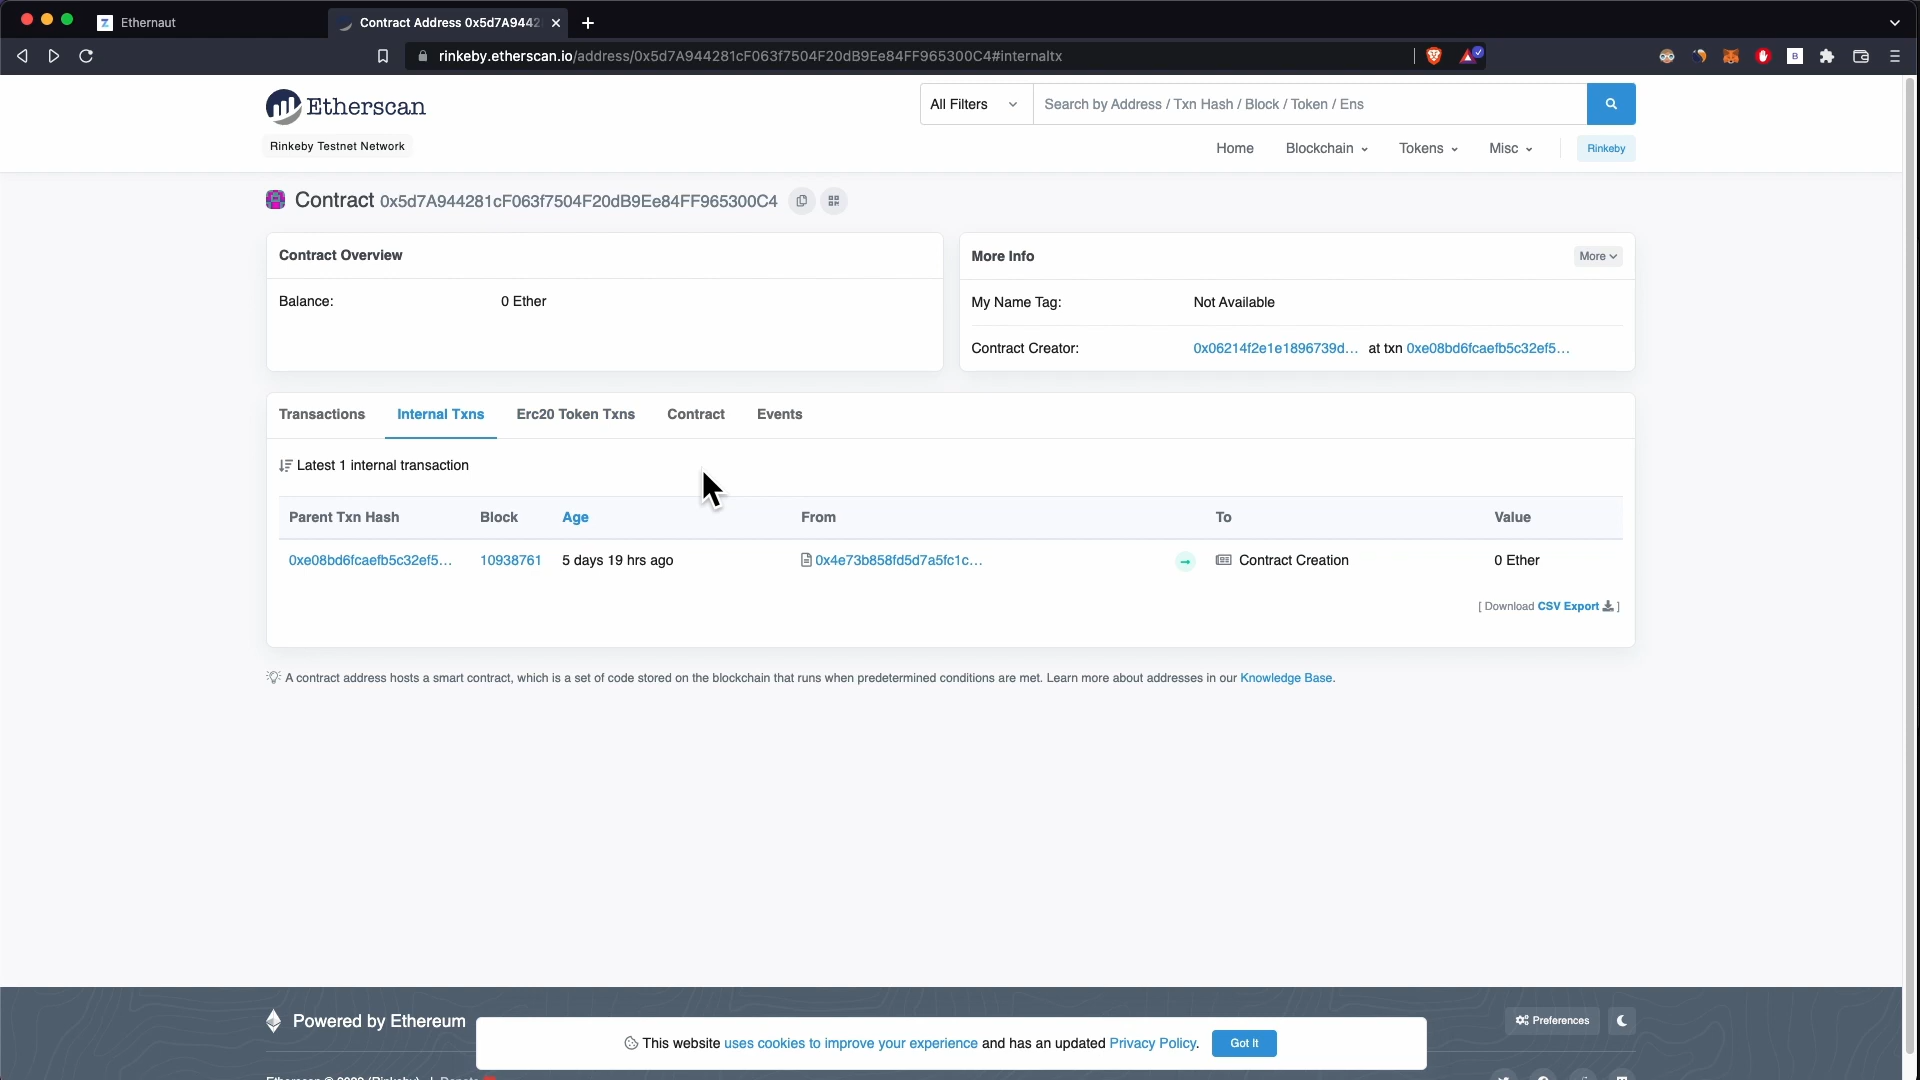 Ethernaut
Contract Address 0x5d7A9442
rinkeby.etherscan.io/address/0x5d7A944281cF063f7504F20dB9Ee84FF965300C4#internaltx
Etherscan
All Filters
Search by Address / Txn Hash / Block / Token / Ens
Rinkeby Testnet Network
Home Blockchain Tokens Misc Rinkeby
Contract 0x5d7A944281cF063f7504F20dB9Ee84FF965300C4
Contract Overview
Balance: 0 Ether
More Info
More
My Name Tag: Not Available
Contract Creator: 0x06214f2e1e1896739d... at txn 0xe08bd6fcaefb5c32ef5...
Transactions Internal Txns Erc20 Token Txns Contract Events
Latest 1 internal transaction
Parent Txn Hash Block Age From To Value
0xe08bd6fcaefb5c32ef5... 10938761 5 days 19 hrs ago 0x4e73b858fd5d7a5fc1c... Contract Creation 0 Ether
[ Download CSV Export ]
A contract address hosts a smart contract, which is a set of code stored on the blockchain that runs when predetermined conditions are met. Learn more about addresses in our Knowledge Base.
Powered by Ethereum
Preferences
This website uses cookies to improve your experience and has an updated Privacy Policy.
Got It